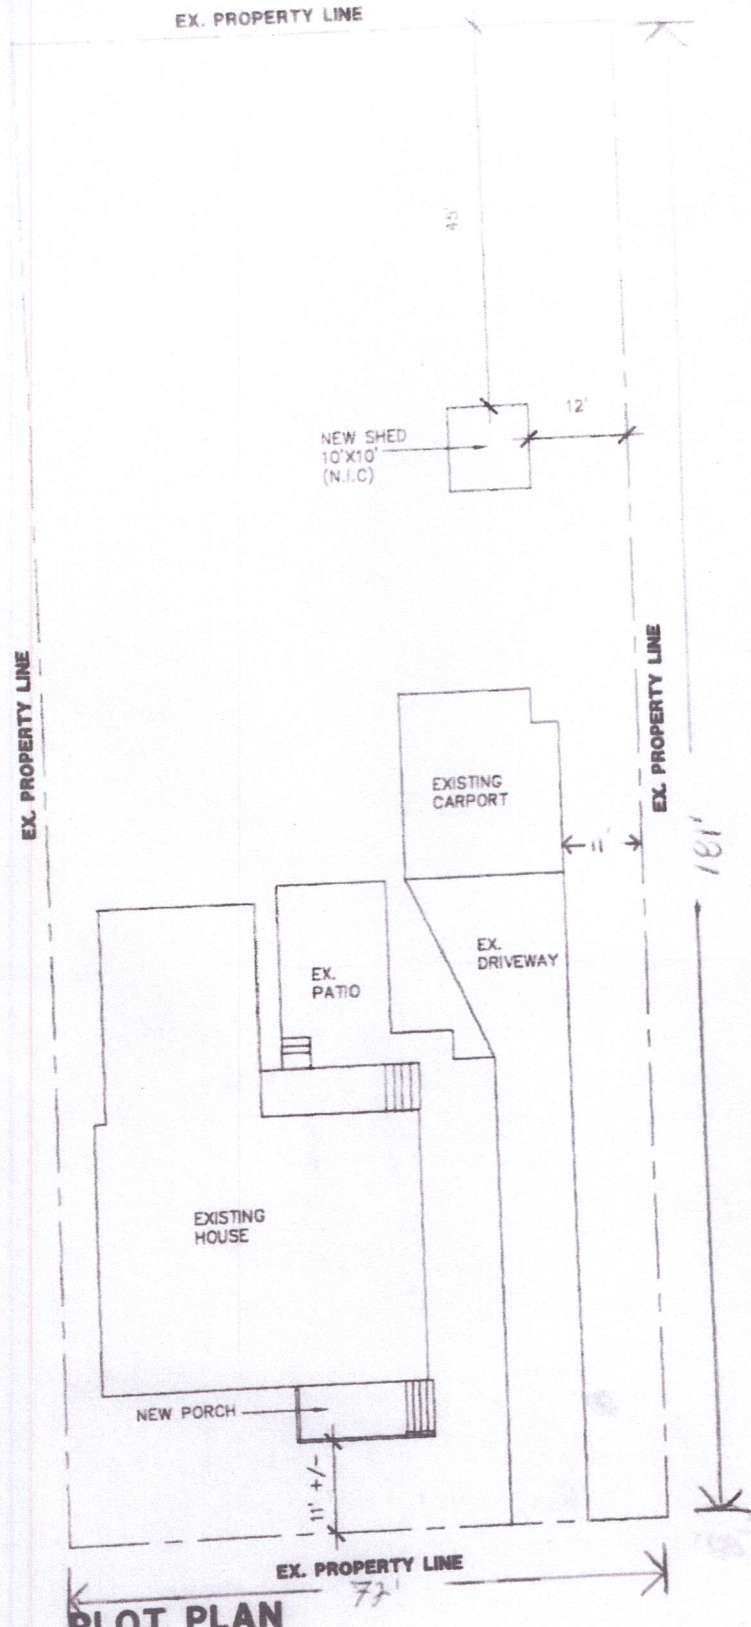 EX. PROPERTY LINE
45'
12'
NEW SHED
10'X10'
(N.I.C)
EX. PROPERTY LINE
EX. PROPERTY LINE
EXISTING
CARPORT
11'
181'
EX.
DRIVEWAY
EX.
PATIO
EXISTING
HOUSE
NEW PORCH
11' +/-
EX. PROPERTY LINE
72'
PLOT PLAN